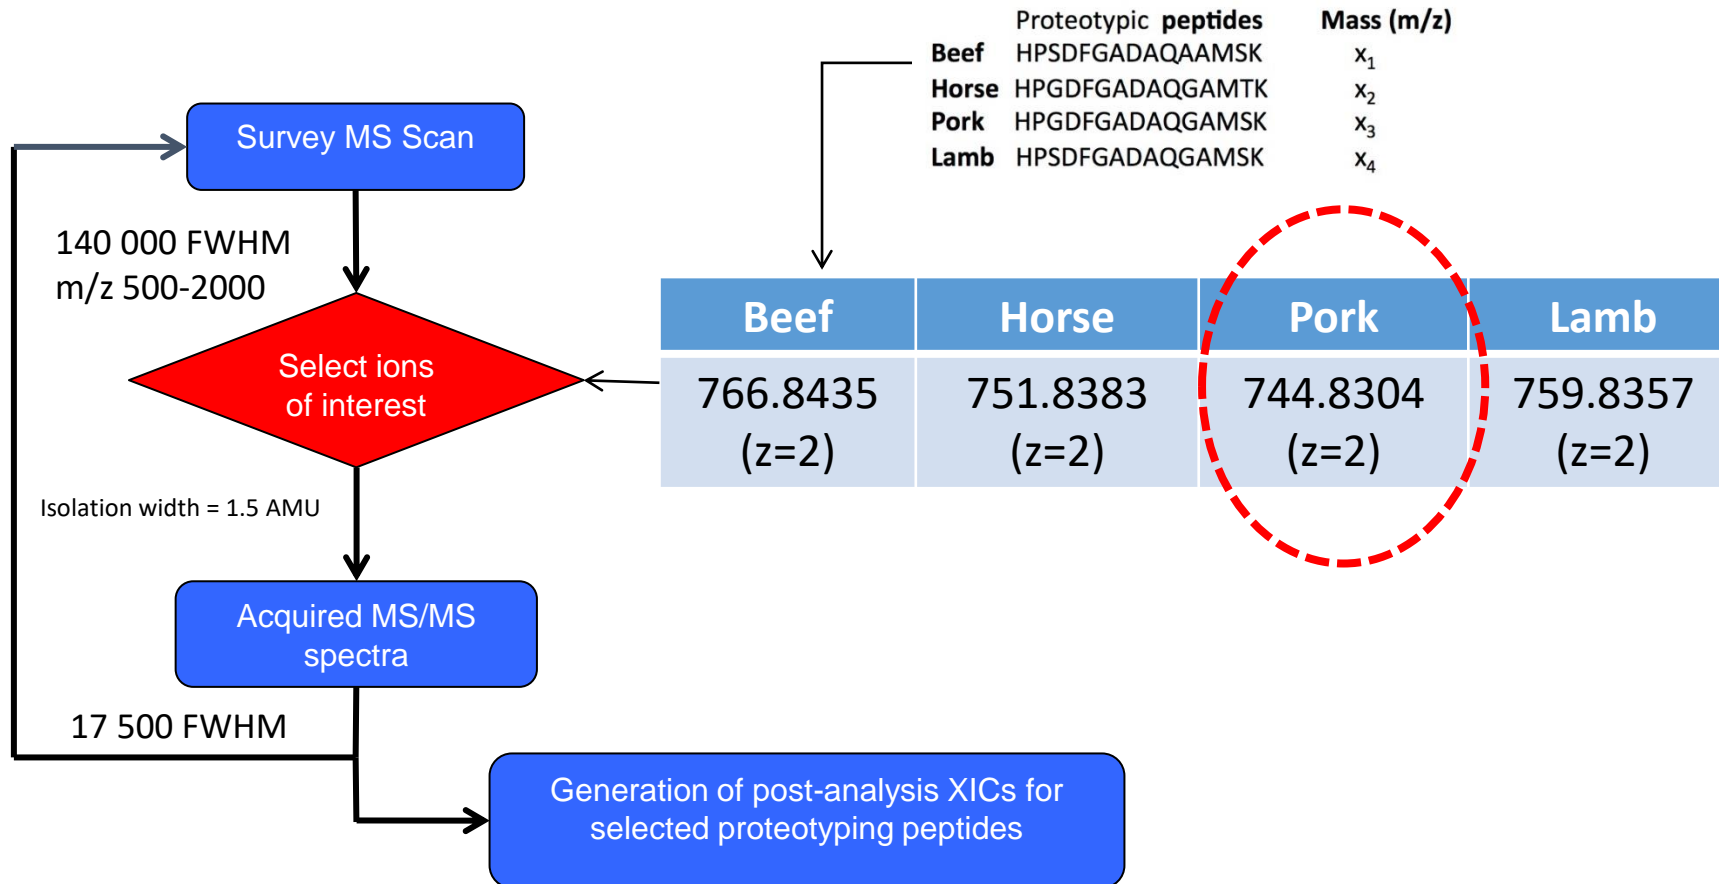 Proteotypic peptides Mass (m/z)
Beef HPSDFGADAQAAMSK x1
Horse HPGDFGADAQGAMTK x2
Pork HPGDFGADAQGAMSK x3
Lamb HPSDFGADAQGAMSK x4
Survey MS Scan
140 000 FWHM
m/z 500-2000
Select ions
of interest
Beef Horse Pork Lamb
766.8435 751.8383 744.8304 759.8357
(z=2) (z=2) (z=2) (z=2)
Isolation width = 1.5 AMU
Acquired MS/MS
spectra
17 500 FWHM
Generation of post-analysis XICs for
selected proteotyping peptides